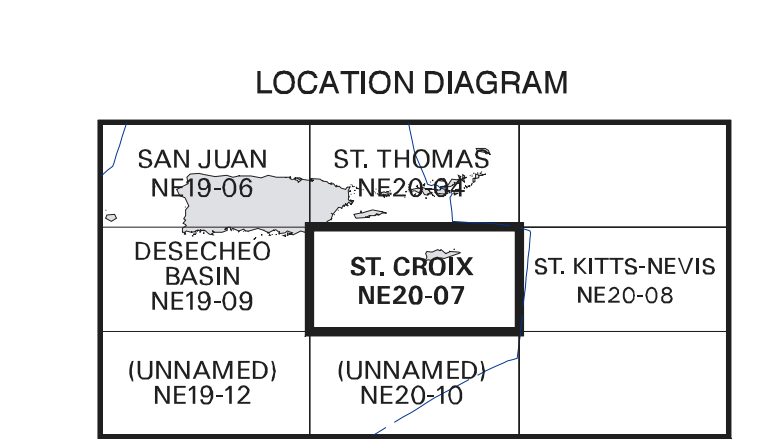 LOCATION DIAGRAM
SAN JUAN
NE19-06
ST. THOMAS
NE20-04
DESECHEO
BASIN
NE19-09
ST. CROIX
NE20-07
ST. KITTS-NEVIS
NE20-08
(UNNAMED)
NE19-12
(UNNAMED)
NE20-10